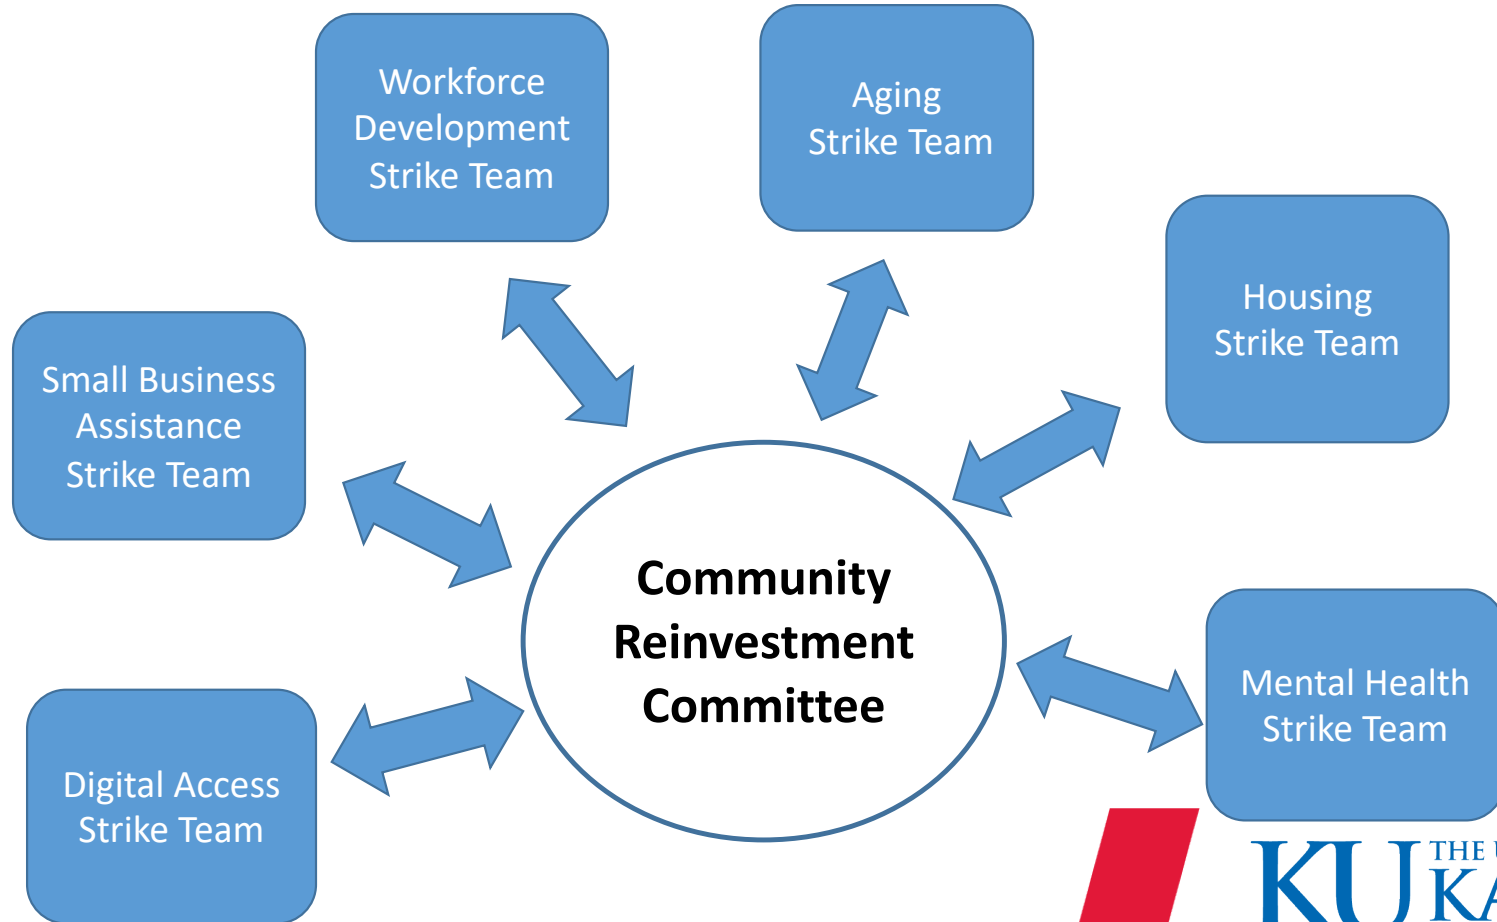 Workforce
Development
Strike Team
Aging
Strike Team
Housing
Strike Team
Small Business
Assistance
Strike Team
Community
Reinvestment
Committee
Mental Health
Strike Team
Digital Access
Strike Team
KU
THE